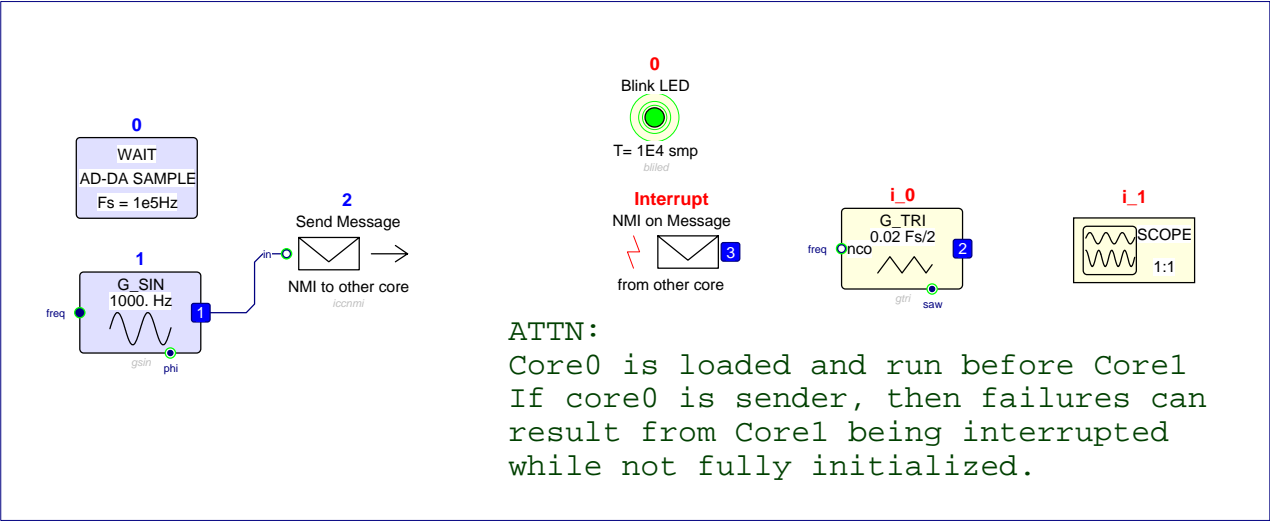 0
WAIT
AD-DA SAMPLE
Fs = 1e5Hz
1
G_SIN
1000. Hz
freq
1
gsin
phi
2
Send Message
in
NMI to other core
iccnmi
0
Blink LED
T= 1E4 smp
bliled
Interrupt
NMI on Message
3
from other core
i_0
G_TRI
0.02 Fs/2
freq
nco
2
gtri
saw
i_1
SCOPE
1:1
ATTN:
Core0 is loaded and run before Core1
If core0 is sender, then failures can
result from Core1 being interrupted
while not fully initialized.